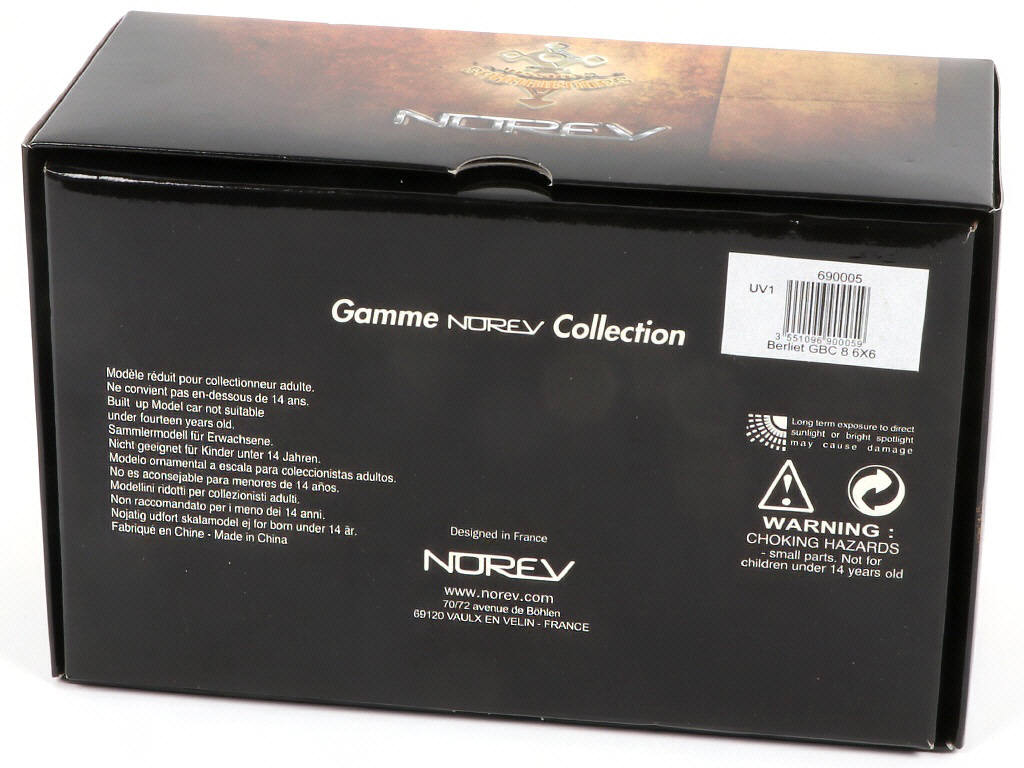 NOREV
690005
UV1
3 551096 900059
Berliet GBC 8 6X6
Gamme NOREV Collection
Modèle réduit pour collectionneur adulte.
Ne convient pas en-dessous de 14 ans.
Built up Model car not suitable
under fourteen years old.
Sammlermodell für Erwachsene.
Nicht geeignet für Kinder unter 14 Jahren.
Modelo ornamental a escala para coleccionistas adultos.
No es aconsejable para menores de 14 años.
Modellini ridotti per collezionisti adulti.
Non raccomandato per i meno dei 14 anni.
Nojatig udfort skalamodel ej for born under 14 är.
Fabriqué en Chine - Made in China
Long term exposure to direct
sunlight or bright spotlight
may cause damage
WARNING :
CHOKING HAZARDS
- small parts. Not for
children under 14 years old
Designed in France
NOREV
www.norev.com
70/72 avenue de Böhlen
69120 VAULX EN VELIN - FRANCE